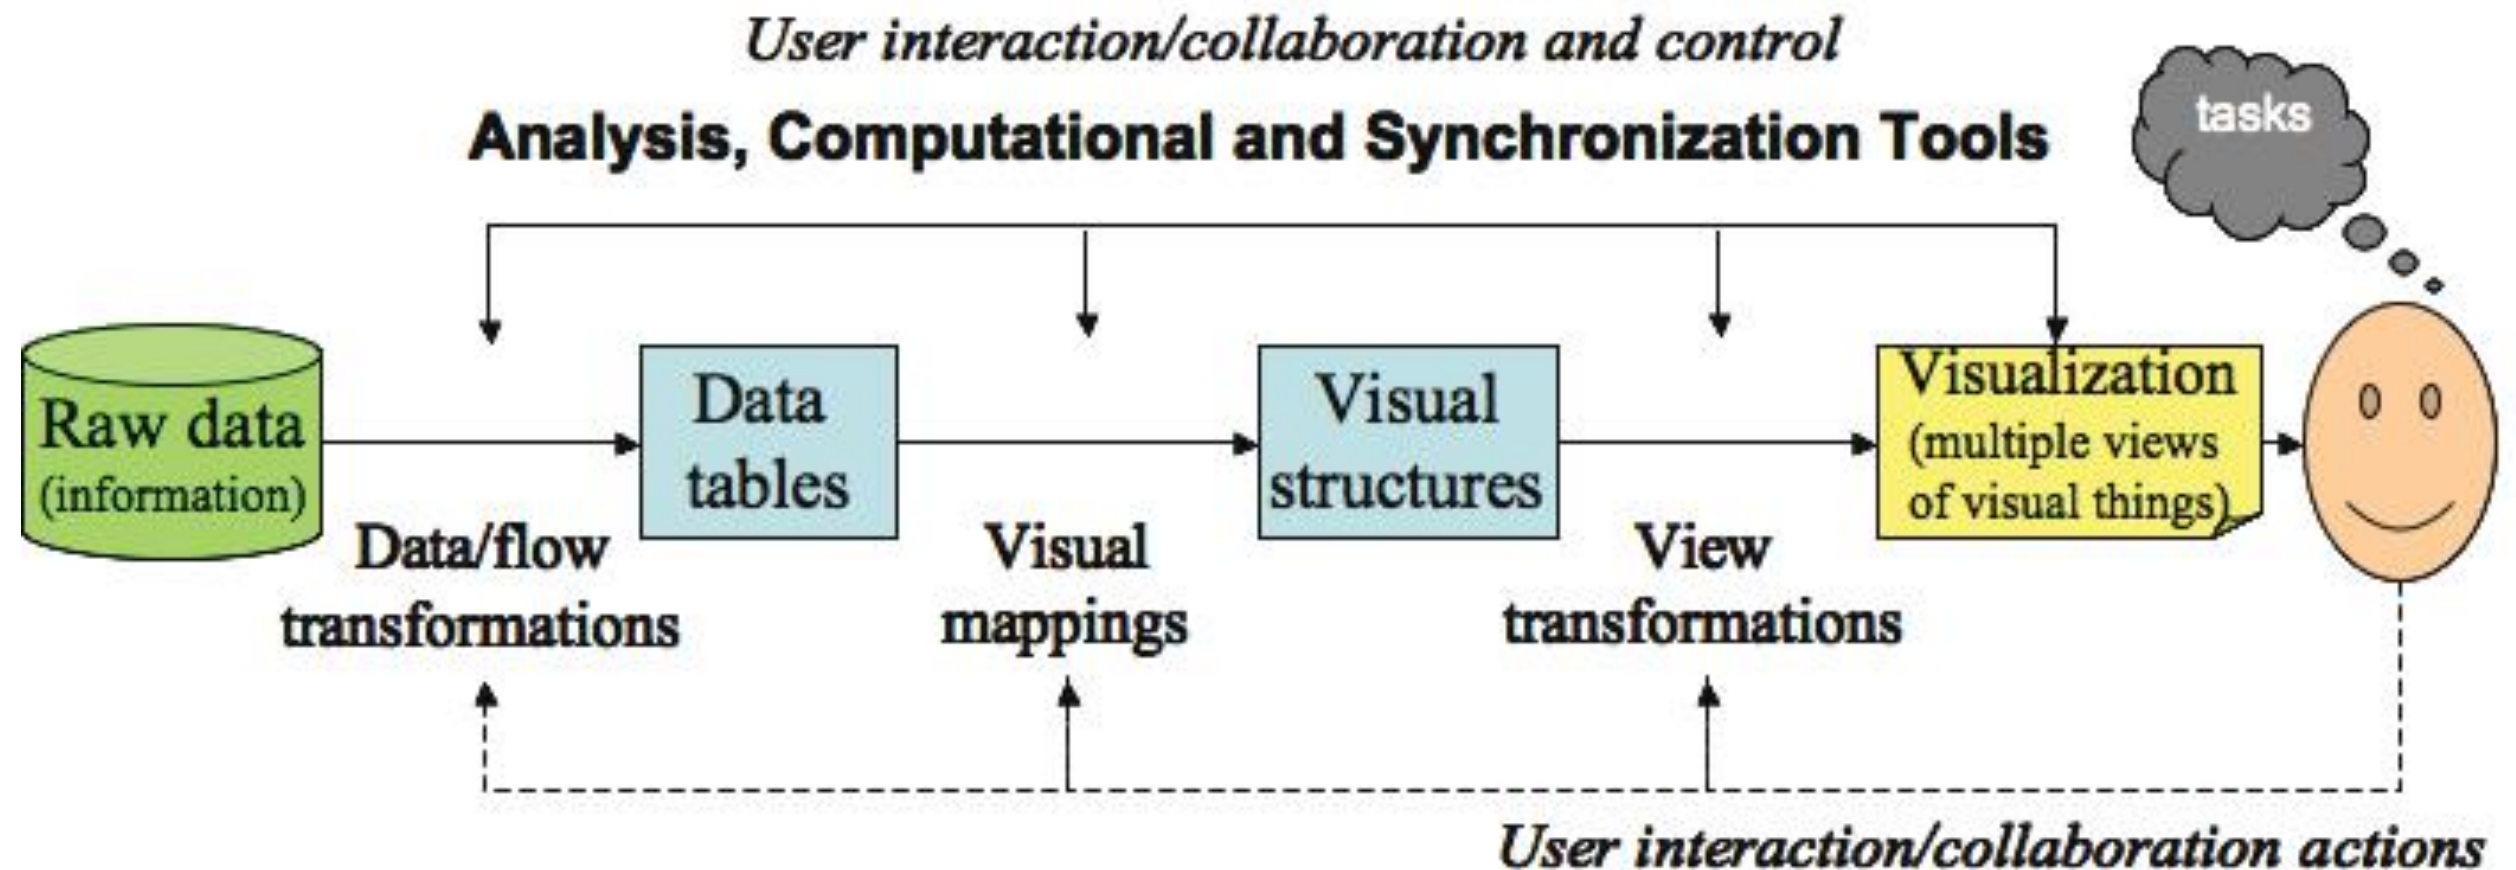 User interaction/collaboration and control
Analysis, Computational and Synchronization Tools
tasks
Raw data
(information)
Data/flow
transformations
Data
tables
Visual
mappings
Visual
structures
View
transformations
Visualization
(multiple views
of visual things)
User interaction/collaboration actions